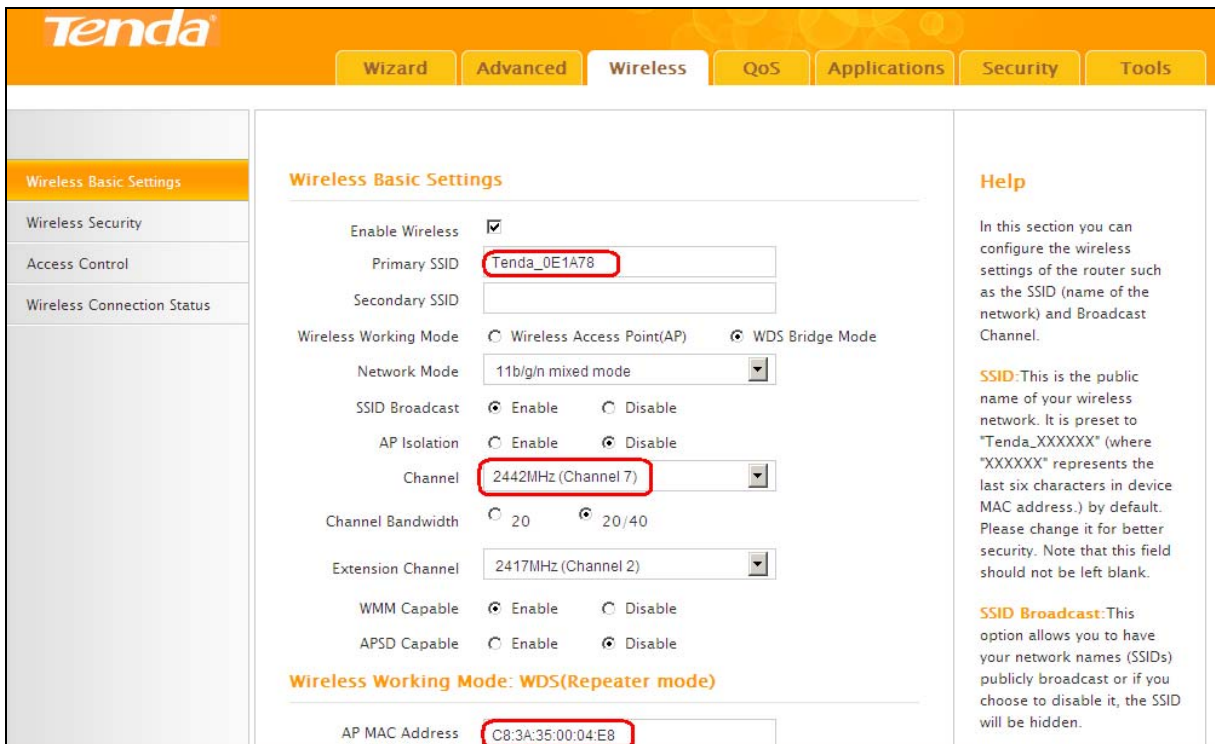 Tenda
Wizard Advanced Wireless QoS Applications Security Tools
Wireless Basic Settings
Wireless Security
Access Control
Wireless Connection Status
Wireless Basic Settings
Enable Wireless
Primary SSID Tenda_0E1A78
Secondary SSID
Wireless Working Mode Wireless Access Point(AP) WDS Bridge Mode
Network Mode 11b/g/n mixed mode
SSID Broadcast Enable Disable
AP Isolation Enable Disable
Channel 2442MHz (Channel 7)
Channel Bandwidth 20 20/40
Extension Channel 2417MHz (Channel 2)
WMM Capable Enable Disable
APSD Capable Enable Disable
Wireless Working Mode: WDS(Repeater mode)
AP MAC Address C8:3A:35:00:04:E8
Help
In this section you can
configure the wireless
settings of the router such
as the SSID (name of the
network) and Broadcast
Channel.
SSID:This is the public
name of your wireless
network. It is preset to
"Tenda_XXXXXX" (where
"XXXXXX" represents the
last six characters in device
MAC address.) by default.
Please change it for better
security. Note that this field
should not be left blank.
SSID Broadcast:This
option allows you to have
your network names (SSIDs)
publicly broadcast or if you
choose to disable it, the SSID
will be hidden.